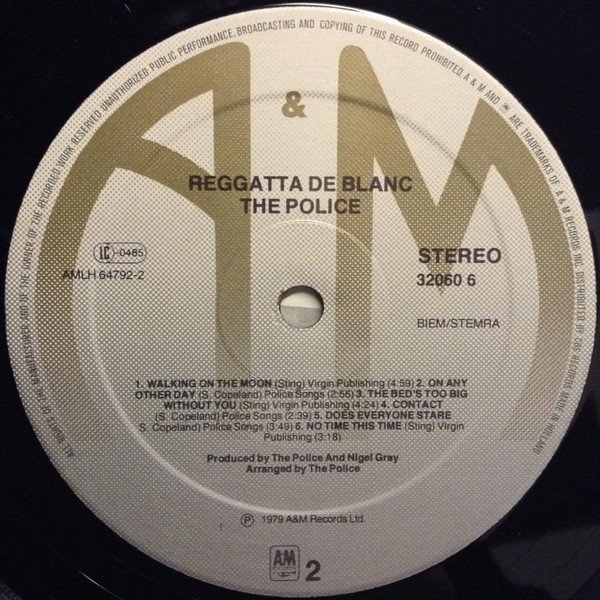 ALL RIGHTS OF THE MANUFACTURER AND OF THE OWNER OF THE RECORDED WORK RESERVED UNAUTHORIZED PUBLIC PERFORMANCE, BROADCASTING AND COPYING OF THIS RECORD PROHIBITED. A & M AND AM ARE TRADEMARKS OF A & M RECORDS INC. DISTRIBUTED BY CBS RECORDS. MADE IN HOLLAND
A & M
REGGATTA DE BLANC
THE POLICE
LC-0485
AMLH 64792-2
STEREO
32060 6
BIEM/STEMRA
1. WALKING ON THE MOON (Sting) Virgin Publishing (4:59) 2. ON ANY
OTHER DAY (S. Copeland) Police Songs (2:56) 3. THE BED'S TOO BIG
WITHOUT YOU (Sting) Virgin Publishing (4:24) 4. CONTACT
(S. Copeland) Police Songs (2:39) 5. DOES EVERYONE STARE
(S. Copeland) Police Songs (3:49) 6. NO TIME THIS TIME (Sting) Virgin
Publishing (3:18)
Produced by The Police And Nigel Gray
Arranged by The Police
Ⓟ 1979 A&M Records Ltd.
AM
RECORDS
2